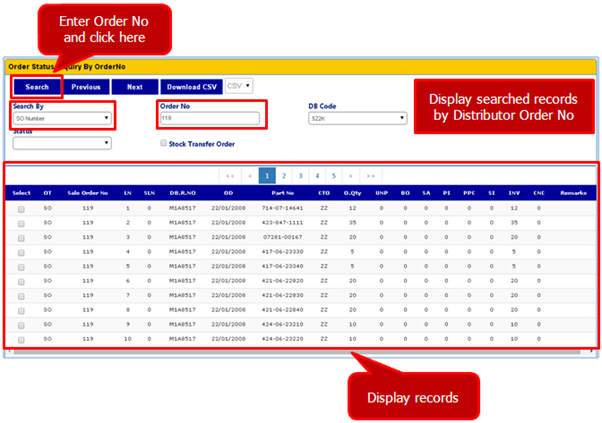 Enter Order No
and click here
Order Status quiry By OrderNo
Search Previous Next Download CSV CSV
Search By Order No DB Code
SO Number 119 522K
Status
Stock Transfer Order
Display searched records
by Distributor Order No
<< < 1 2 3 4 5 > >>
Select OT Sale Order No LN SLN DB.R.NO OD Part No CTO O.Qty UNP BO SA PI PPE SI INV ENC Remarks
SO 119 1 0 M1A8517 22/01/2008 714-07-14641 ZZ 12 0 0 0 0 0 0 12 0
SO 119 2 0 M1A8517 22/01/2008 423-847-1111 ZZ 35 0 0 0 0 0 0 35 0
SO 119 3 0 M1A8517 22/01/2008 07281-00167 ZZ 20 0 0 0 0 0 0 20 0
SO 119 4 0 M1A8517 22/01/2008 417-06-23330 ZZ 5 0 0 0 0 0 0 5 0
SO 119 5 0 M1A8517 22/01/2008 417-06-23340 ZZ 5 0 0 0 0 0 0 5 0
SO 119 6 0 M1A8517 22/01/2008 421-06-22820 ZZ 20 0 0 0 0 0 0 20 0
SO 119 7 0 M1A8517 22/01/2008 421-06-22830 ZZ 20 0 0 0 0 0 0 20 0
SO 119 8 0 M1A8517 22/01/2008 421-06-22840 ZZ 20 0 0 0 0 0 0 20 0
SO 119 9 0 M1A8517 22/01/2008 424-06-23210 ZZ 10 0 0 0 0 0 0 10 0
SO 119 10 0 M1A8517 22/01/2008 424-06-23220 ZZ 10 0 0 0 0 0 0 10 0
Display records